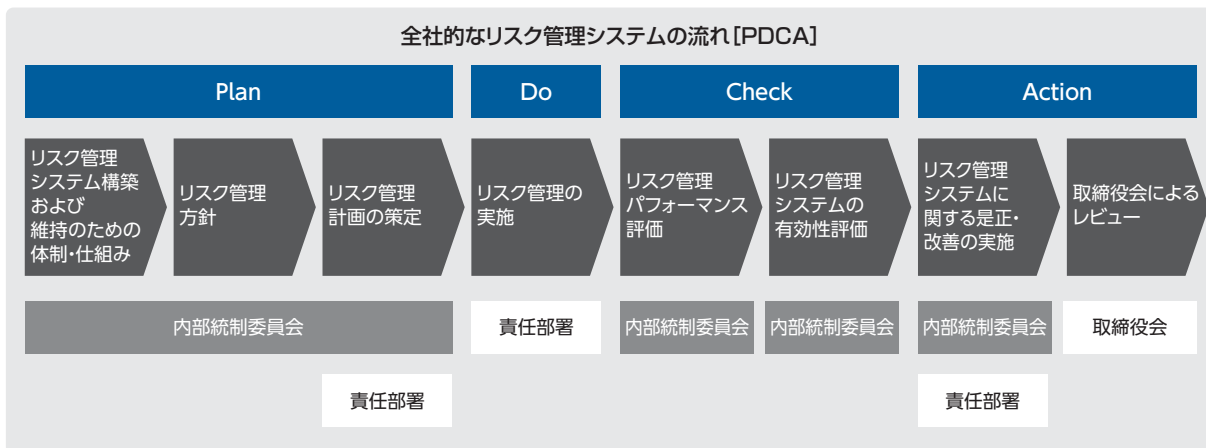 全社的なリスク管理システムの流れ[PDCA]
Plan
Do
Check
Action
リスク管理
システム構築
および
維持のための
体制・仕組み
リスク管理
方針
リスク管理
計画の策定
リスク管理の
実施
リスク管理
パフォーマンス
評価
リスク管理
システムの
有効性評価
リスク管理
システムに
関する是正・
改善の実施
取締役会による
レビュー
内部統制委員会
責任部署
内部統制委員会
内部統制委員会
内部統制委員会
取締役会
責任部署
責任部署